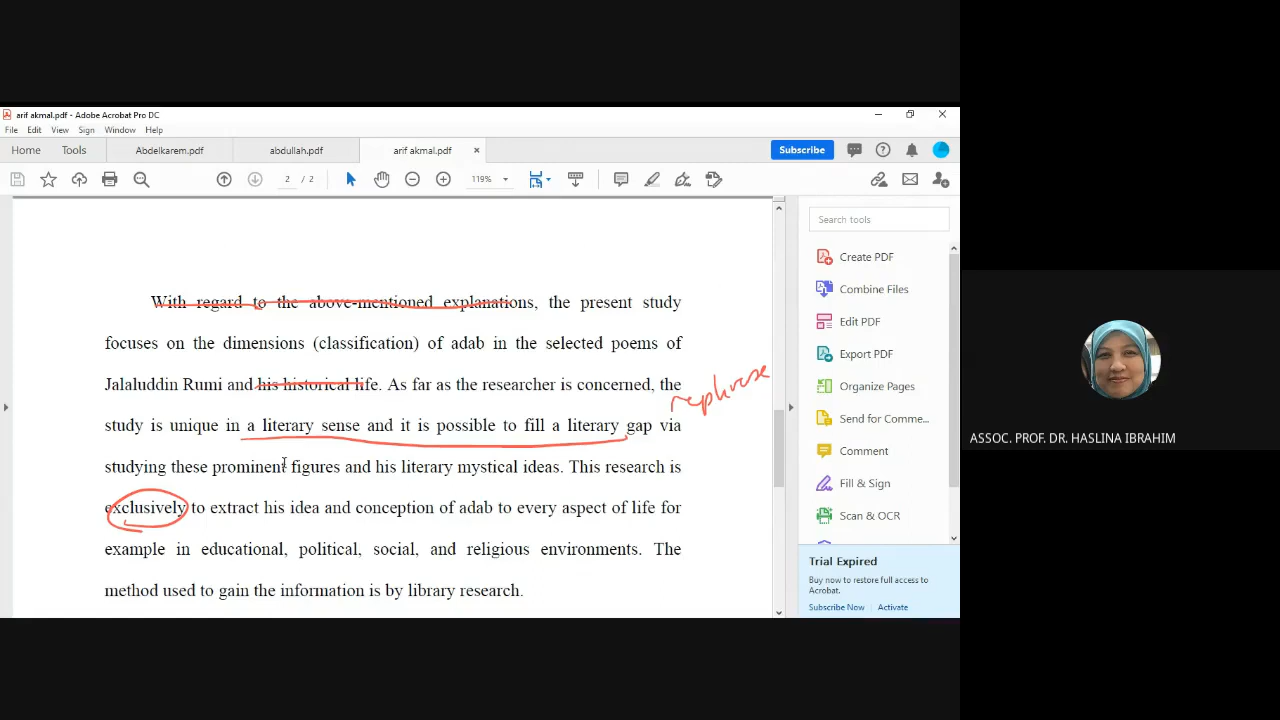 arif akmal.pdf - Adobe Acrobat Pro DC
File Edit View Sign Window Help
Home Tools Abdelkarem.pdf abdullah.pdf arif akmal.pdf × Subscribe
2 / 2 119%
With regard to the above-mentioned explanations, the present study
focuses on the dimensions (classification) of adab in the selected poems of
Jalaluddin Rumi and his historical life. As far as the researcher is concerned, the
rephrase
study is unique in a literary sense and it is possible to fill a literary gap via
studying these prominent figures and his literary mystical ideas. This research is
exclusively to extract his idea and conception of adab to every aspect of life for
example in educational, political, social, and religious environments. The
method used to gain the information is by library research.
Search tools
Create PDF
Combine Files
Edit PDF
Export PDF
Organize Pages
Send for Comme...
Comment
Fill & Sign
Scan & OCR
Trial Expired
Buy now to restore full access to
Acrobat.
Subscribe Now Activate
ASSOC. PROF. DR. HASLINA IBRAHIM